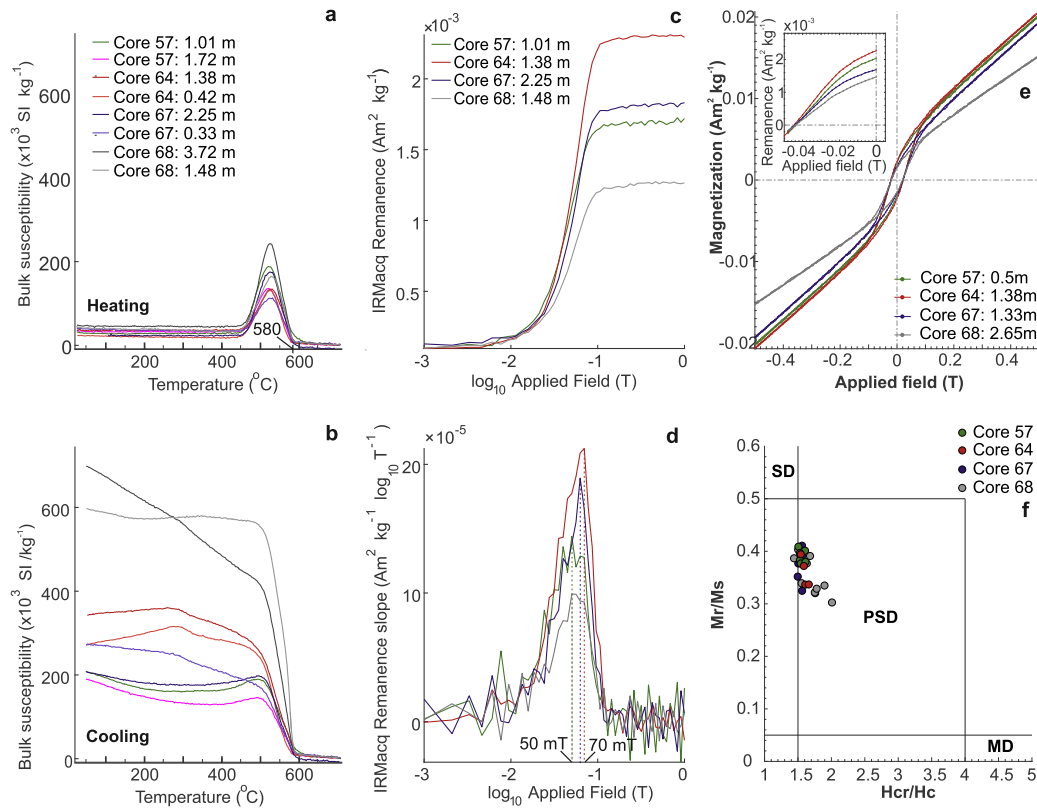 a
Core 57: 1.01 m
Core 57: 1.72 m
Core 64: 1.38 m
Core 64: 0.42 m
Core 67: 2.25 m
Core 67: 0.33 m
Core 68: 3.72 m
Core 68: 1.48 m
Bulk susceptibility (x10³ SI kg⁻¹)
600
400
200
0
Heating
580
200
400
600
Temperature (°C)
b
Bulk susceptibility (x10³ SI /kg⁻¹)
600
400
200
0
Cooling
200
400
600
Temperature (°C)
×10⁻³
c
Core 57: 1.01 m
Core 64: 1.38 m
Core 67: 2.25 m
Core 68: 1.48 m
IRMacq Remanence (Am² kg⁻¹)
2
1.5
1
0.5
-3
-2
-1
0
log₁₀ Applied Field (T)
×10⁻⁵
d
IRMacq Remanence slope (Am² kg⁻¹ log₁₀ T⁻¹)
20
10
0
50 mT
70 mT
-3
-2
-1
0
log₁₀ Applied Field (T)
e
Magnetization (Am² kg⁻¹)
0.02
0.01
0
-0.01
-0.02
×10⁻³
Remanence (Am² kg⁻¹)
2
1
0
-0.04
-0.02
0
Applied field (T)
Core 57: 0.5m
Core 64: 1.38m
Core 67: 1.33m
Core 68: 2.65m
-0.4
-0.2
0.0
0.2
0.4
Applied field (T)
Core 57
Core 64
Core 67
Core 68
f
Mr/Ms
0.6
0.5
0.4
0.3
0.2
0.1
0
SD
PSD
MD
1
1.5
2
2.5
3
3.5
4
4.5
5
Hcr/Hc